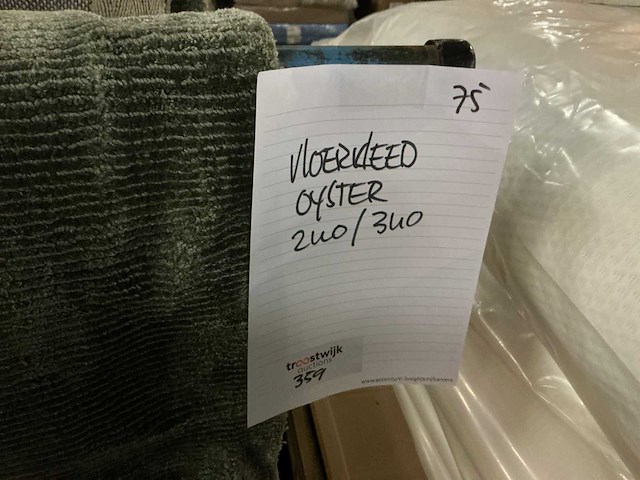 75
VLOERKLEED
OYSTER
240/340
troostwijk
auctions
359